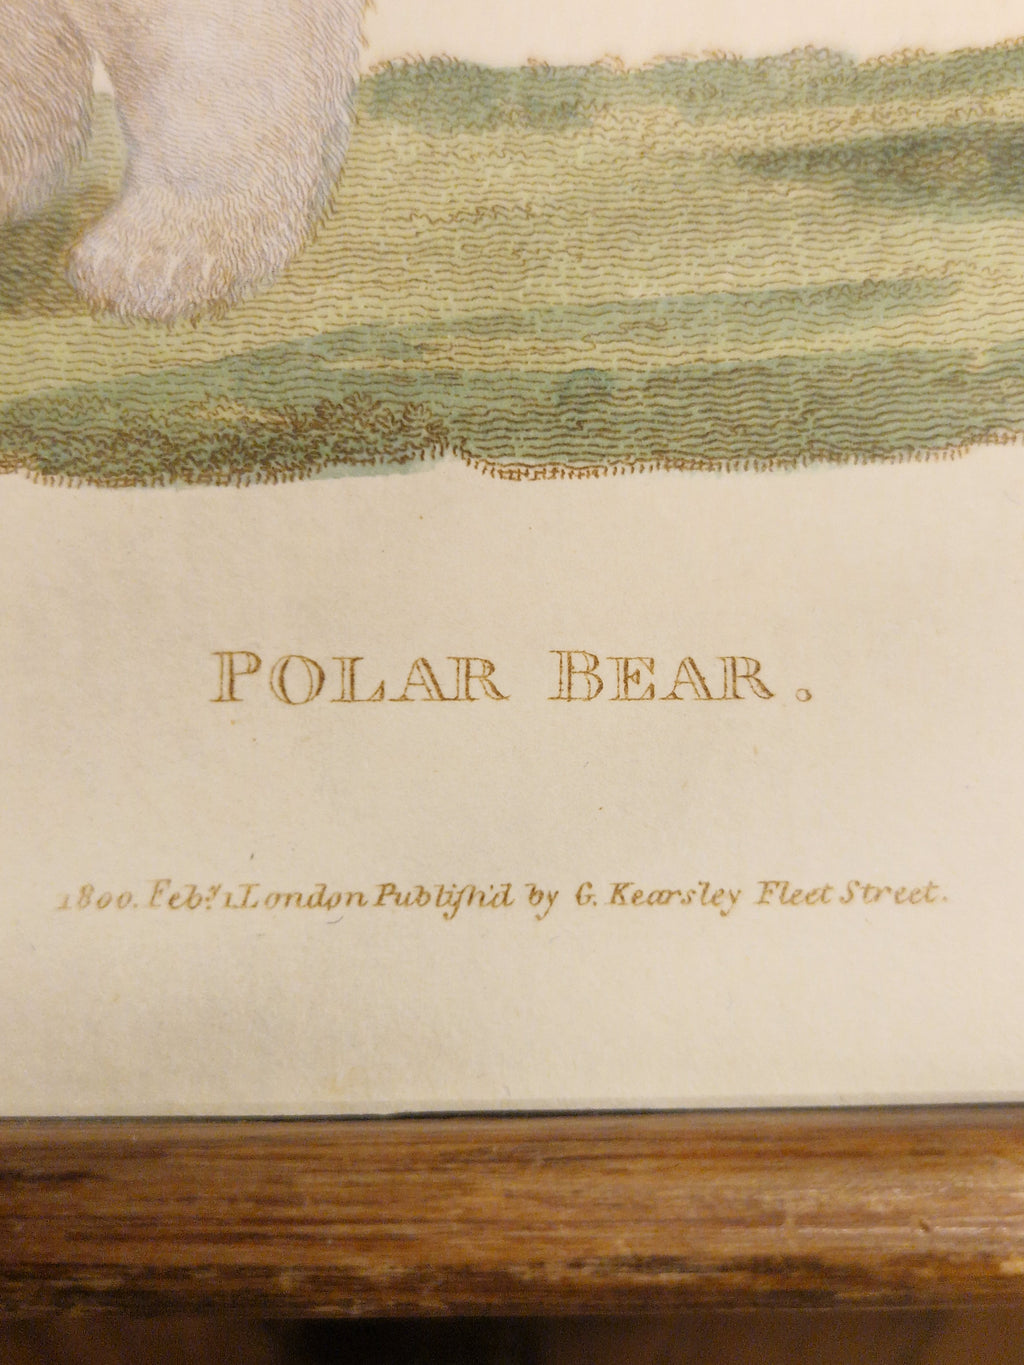 POLAR BEAR.
1800. Feb.y 1 London Publiſh'd by G. Kearsley Fleet Street.